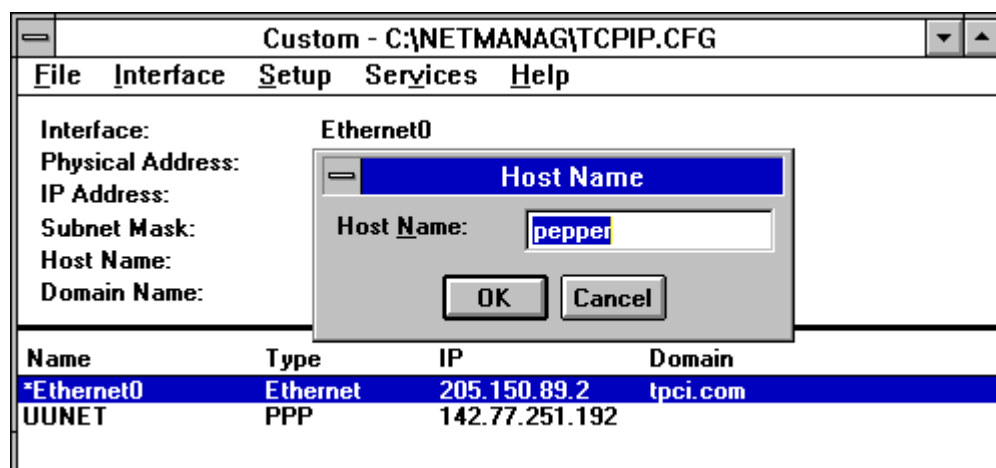 Custom - C:\NETMANAG\TCPIP.CFG
File Interface Setup Services Help
Interface: Ethernet0
Physical Address:
IP Address:
Subnet Mask:
Host Name:
Domain Name:
Host Name
Host Name: pepper
OK Cancel
Name Type IP Domain
*Ethernet0 Ethernet 205.150.89.2 tpci.com
UUNET PPP 142.77.251.192